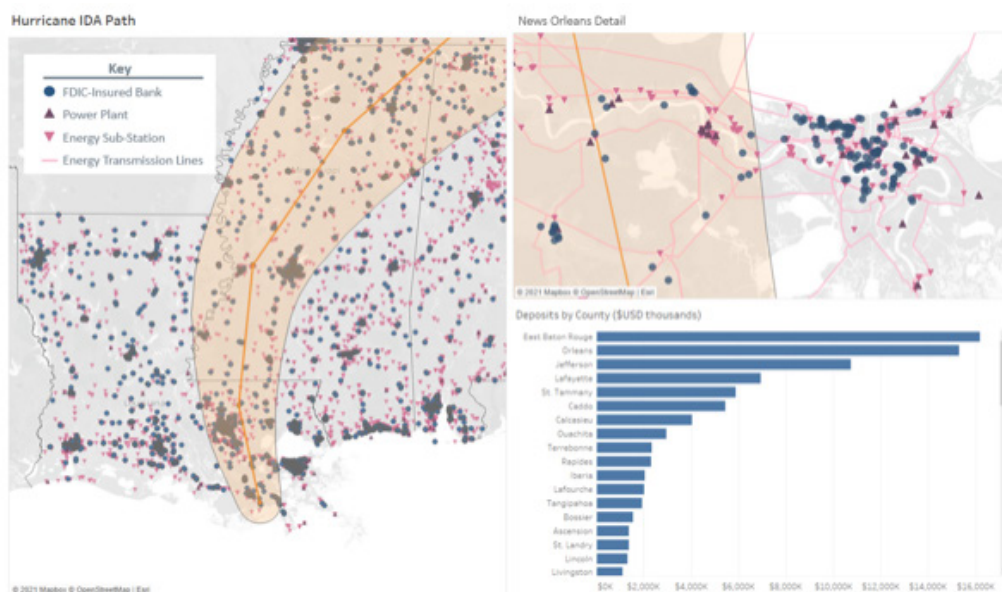 Hurricane IDA Path
Key
FDIC-Insured Bank
Power Plant
Energy Sub-Station
Energy Transmission Lines
© 2021 Mapbox © OpenStreetMap | Esri
News Orleans Detail
© 2021 Mapbox © OpenStreetMap | Esri
Deposits by County ($USD thousands)
East Baton Rouge
Orleans
Jefferson
Lafayette
St. Tammany
Caddo
Calcasieu
Ouachita
Terrebonne
Rapides
Iberia
Lafourche
Tangipahoa
Bossier
Ascension
St. Landry
Lincoln
Livingston
$0K $2,000K $4,000K $6,000K $8,000K $10,000K $12,000K $14,000K $16,000K